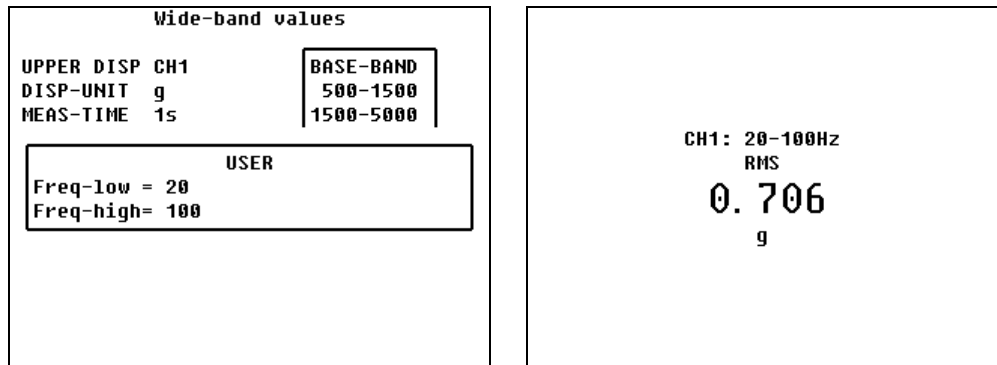 Wide-band values
UPPER DISP CH1
DISP-UNIT g
MEAS-TIME 1s
BASE-BAND
500-1500
1500-5000
USER
Freq-low = 20
Freq-high= 100
CH1: 20-100Hz
RMS
0.706
g